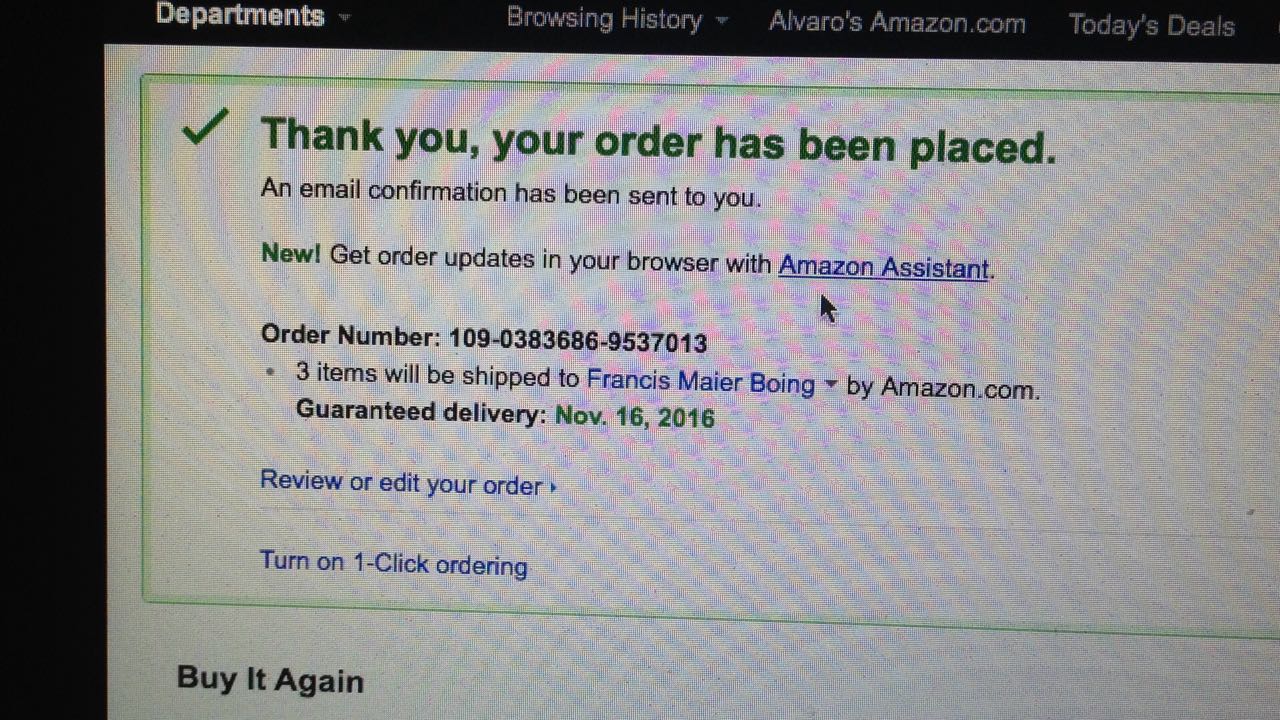 Departments Browsing History Alvaro's Amazon.com Today's Deals
Thank you, your order has been placed.
An email confirmation has been sent to you.
New! Get order updates in your browser with Amazon Assistant.
Order Number: 109-0383686-9537013
• 3 items will be shipped to Francis Maier Boing by Amazon.com.
Guaranteed delivery: Nov. 16, 2016
Review or edit your order
Turn on 1-Click ordering
Buy It Again